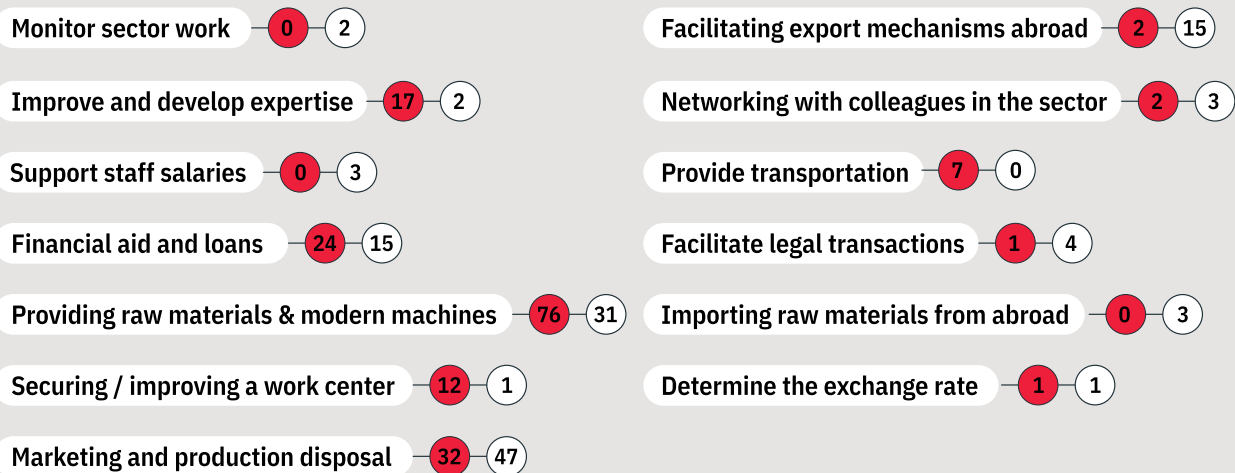 Monitor sector work 0 2
Improve and develop expertise 17 2
Support staff salaries 0 3
Financial aid and loans 24 15
Providing raw materials & modern machines 76 31
Securing / improving a work center 12 1
Marketing and production disposal 32 47
Facilitating export mechanisms abroad 2 15
Networking with colleagues in the sector 2 3
Provide transportation 7 0
Facilitate legal transactions 1 4
Importing raw materials from abroad 0 3
Determine the exchange rate 1 1